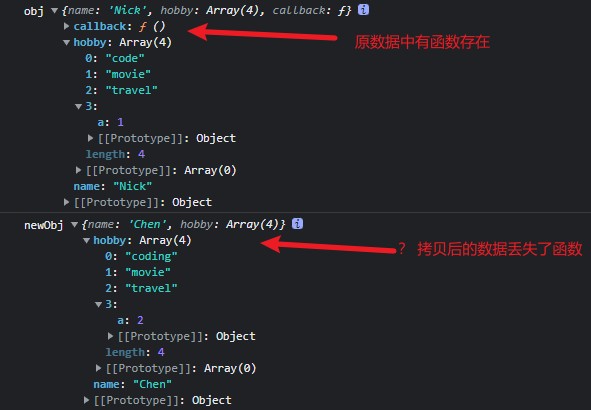 obj ▼{name: 'Nick', hobby: Array(4), callback: ƒ} i
▶callback: ƒ ()
▼hobby: Array(4)
原数据中有函数存在
0: "code"
1: "movie"
2: "travel"
▼3:
a: 1
▶[[Prototype]]: Object
length: 4
▶[[Prototype]]: Array(0)
name: "Nick"
▶[[Prototype]]: Object
newObj ▼{name: 'Chen', hobby: Array(4)} i
▼hobby: Array(4)
？ 拷贝后的数据丢失了函数
0: "coding"
1: "movie"
2: "travel"
▼3:
a: 2
▶[[Prototype]]: Object
length: 4
▶[[Prototype]]: Array(0)
name: "Chen"
▶[[Prototype]]: Object